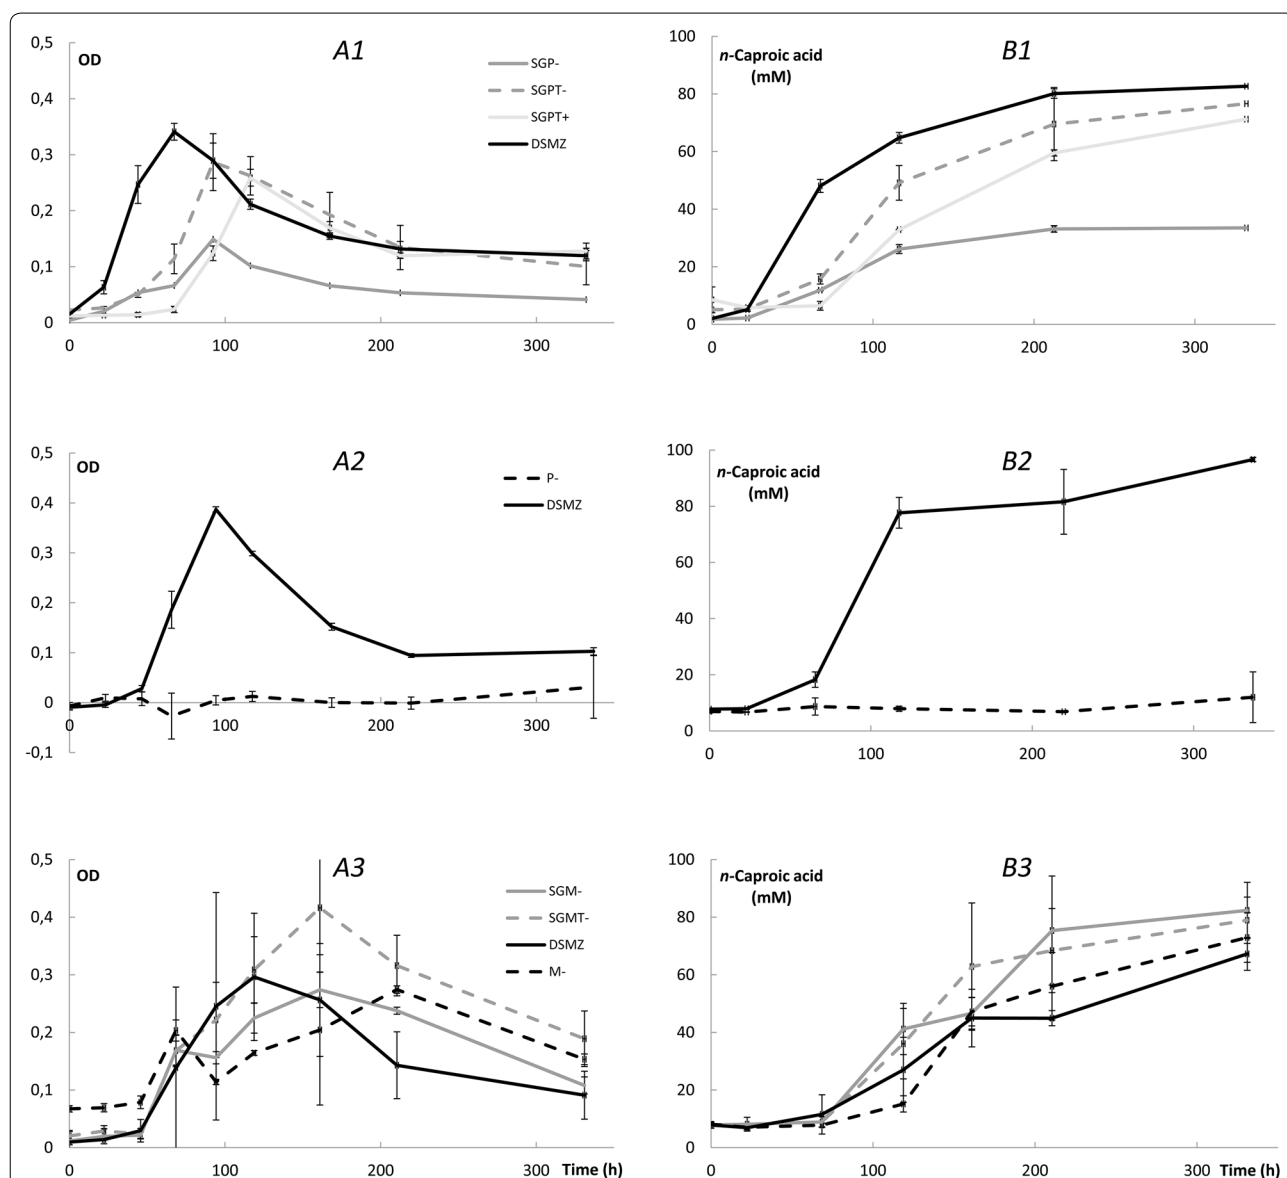 A1
OD
0,5
0,4
0,3
0,2
0,1
0
0 100 200 300
SGP-
SGPT-
SGPT+
DSMZ
B1
n-Caproic acid
(mM)
100
80
60
40
20
0
0 100 200 300
A2
OD
0,5
0,4
0,3
0,2
0,1
0
-0,1
0 100 200 300
P-
DSMZ
B2
n-Caproic acid
(mM)
100
80
60
40
20
0
0 100 200 300
A3
OD
0,5
0,4
0,3
0,2
0,1
0
0 100 200 300 Time (h)
SGM-
SGMT-
DSMZ
M-
B3
n-Caproic acid
(mM)
100
80
60
40
20
0
0 100 200 300 Time (h)